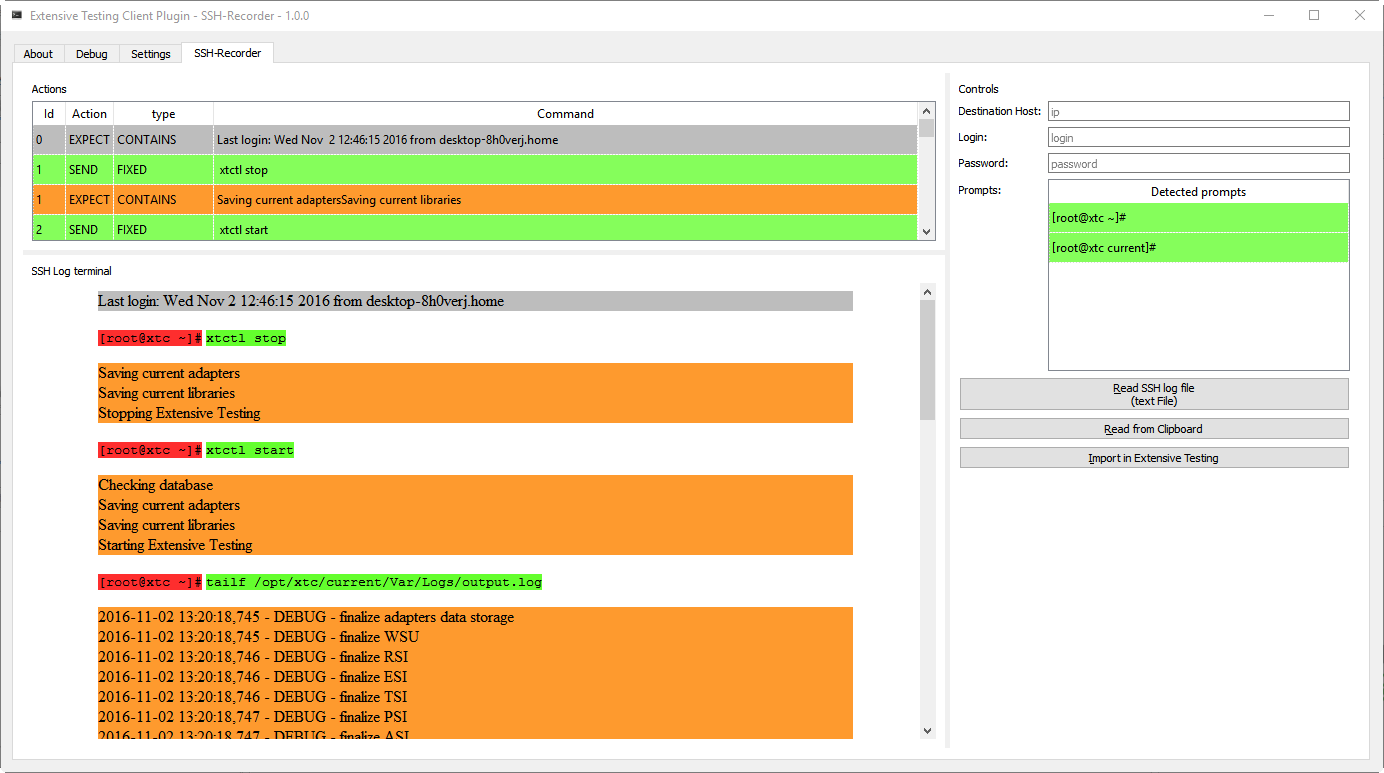 Extensive Testing Client Plugin - SSH-Recorder - 1.0.0
About Debug Settings SSH-Recorder
Actions
Id Action type Command
0 EXPECT CONTAINS Last login: Wed Nov  2 12:46:15 2016 from desktop-8h0verj.home
1 SEND FIXED xtctl stop
1 EXPECT CONTAINS Saving current adaptersSaving current libraries
2 SEND FIXED xtctl start
SSH Log terminal
Last login: Wed Nov 2 12:46:15 2016 from desktop-8h0verj.home
[root@xtc ~]# xtctl stop
Saving current adapters
Saving current libraries
Stopping Extensive Testing
[root@xtc ~]# xtctl start
Checking database
Saving current adapters
Saving current libraries
Starting Extensive Testing
[root@xtc ~]# tailf /opt/xtc/current/Var/Logs/output.log
2016-11-02 13:20:18,745 - DEBUG - finalize adapters data storage
2016-11-02 13:20:18,745 - DEBUG - finalize WSU
2016-11-02 13:20:18,746 - DEBUG - finalize RSI
2016-11-02 13:20:18,746 - DEBUG - finalize ESI
2016-11-02 13:20:18,746 - DEBUG - finalize TSI
2016-11-02 13:20:18,747 - DEBUG - finalize PSI
2016-11-02 13:20:18,747 - DEBUG - finalize ASI
Controls
Destination Host: ip
Login: login
Password: password
Prompts: Detected prompts
[root@xtc ~]#
[root@xtc current]#
Read SSH log file
(text File)
Read from Clipboard
Import in Extensive Testing